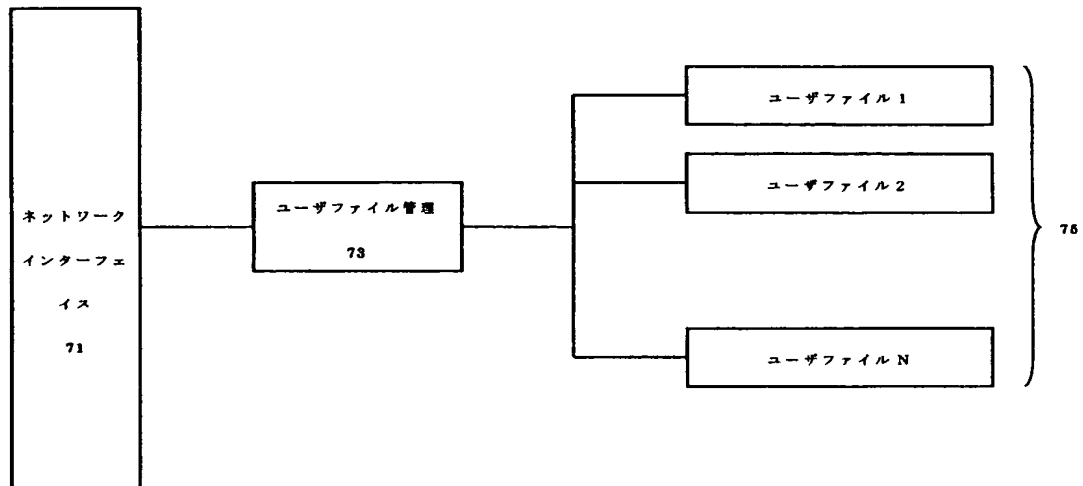 ネットワーク
インターフェ
イス
71
ユーザファイル管理
73
ユーザファイル 1
ユーザファイル 2
ユーザファイル N
75